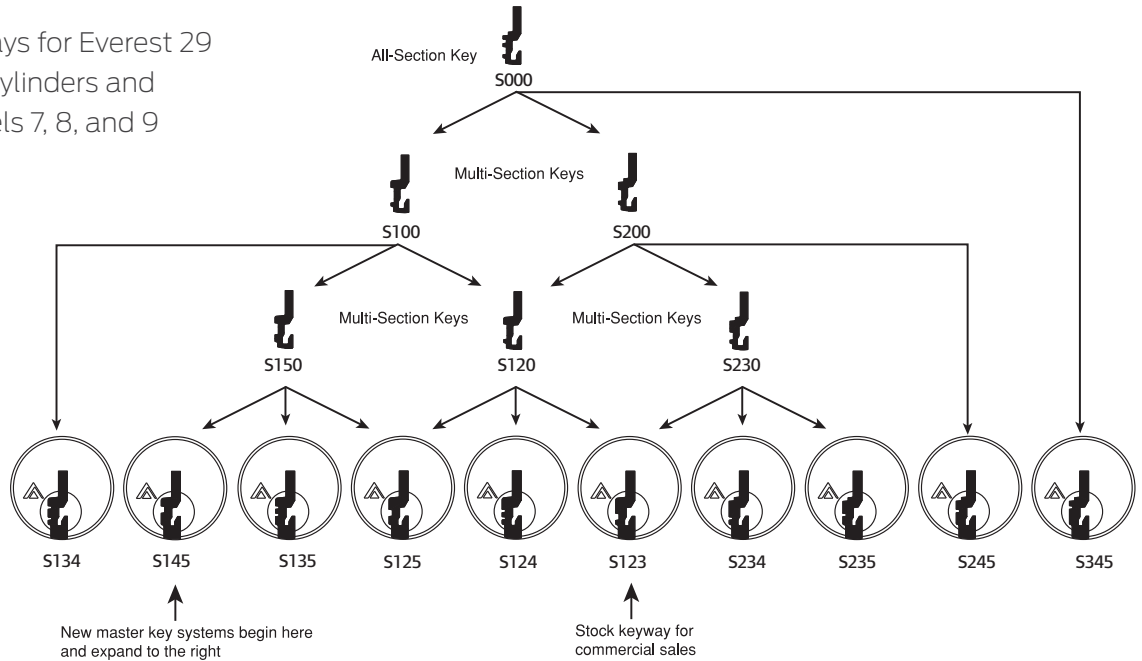 ays for Everest 29
ylinders and
els 7, 8, and 9
All-Section Key
S000
Multi-Section Keys
S100
S200
Multi-Section Keys
Multi-Section Keys
S150
S120
S230
S134
S145
S135
S125
S124
S123
S234
S235
S245
S345
New master key systems begin here
and expand to the right
Stock keyway for
commercial sales